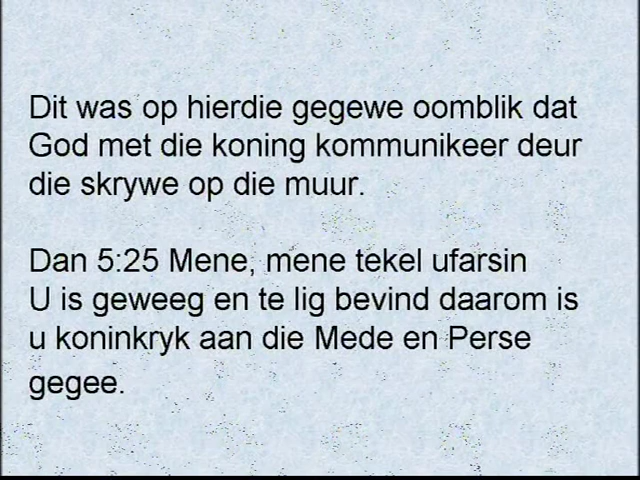 Dit was op hierdie gegewe oomblik dat
God met die koning kommunikeer deur
die skrywe op die muur.
Dan 5:25 Mene, mene tekel ufarsin
U is geweeg en te lig bevind daarom is
u koninkryk aan die Mede en Perse
gegee.